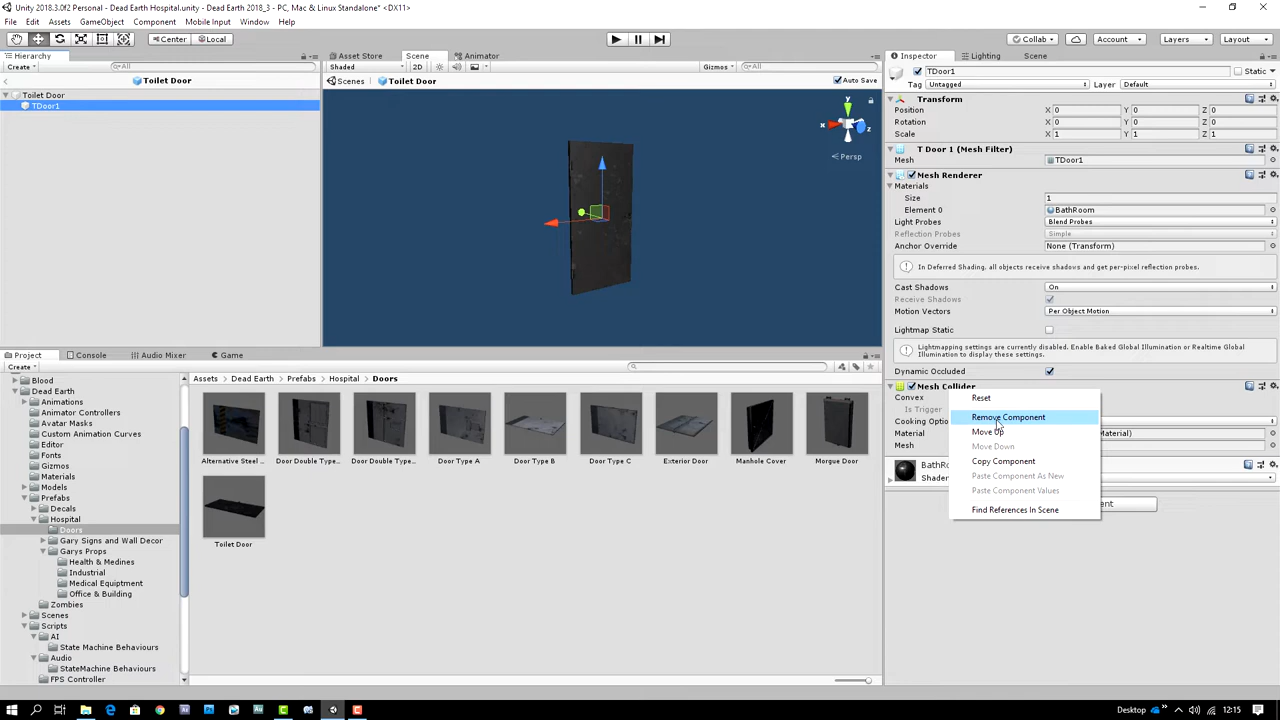 Unity 2018.3.0f2 Personal - Dead Earth Hospital.unity - Dead Earth 2018_3 - PC, Mac & Linux Standalone* <DX11>
File Edit Assets GameObject Component Mobile Input Window Help
Center Local Collab Account Layers Layout
Hierarchy
Create All
Toilet Door
Toilet Door
TDoor1
Asset Store Scene Animator
Shaded 2D Gizmos All
Scenes Toilet Door Auto Save
y
x
z
Persp
Inspector Lighting Scene
TDoor1 Static
Tag Untagged Layer Default
Transform
Position X 0 Y 0 Z 0
Rotation X 0 Y 0 Z 0
Scale X 1 Y 1 Z 1
T Door 1 (Mesh Filter)
Mesh TDoor1
Mesh Renderer
Materials
Size 1
Element 0 BathRoom
Light Probes Blend Probes
Reflection Probes Simple
Anchor Override None (Transform)
In Deferred Shading, all objects receive shadows and get per-pixel reflection probes.
Cast Shadows On
Receive Shadows
Motion Vectors Per Object Motion
Lightmap Static
Lightmapping settings are currently disabled. Enable Baked Global Illumination or Realtime Global
Illumination to display these settings.
Dynamic Occluded
Mesh Collider
Convex
Is Trigger
Cooking Optio
Material aterial)
Mesh
BathRo
Shader
ent
Reset
Remove Component
Move Up
Move Down
Copy Component
Paste Component As New
Paste Component Values
Find References In Scene
Project Console Audio Mixer Game
Create
Blood
Dead Earth
Animations
Animator Controllers
Avatar Masks
Custom Animation Curves
Editor
Fonts
Gizmos
Materials
Models
Prefabs
Decals
Hospital
Doors
Gary Signs and Wall Decor
Garys Props
Health & Medines
Industrial
Medical Equiptment
Office & Building
Zombies
Scenes
Scripts
AI
State Machine Behaviours
Audio
StateMachine Behaviours
FPS Controller
Assets Dead Earth Prefabs Hospital Doors
Alternative Steel ... Door Double Type... Door Double Type... Door Type A Door Type B Door Type C Exterior Door Manhole Cover Morgue Door
Toilet Door
Desktop 12:15